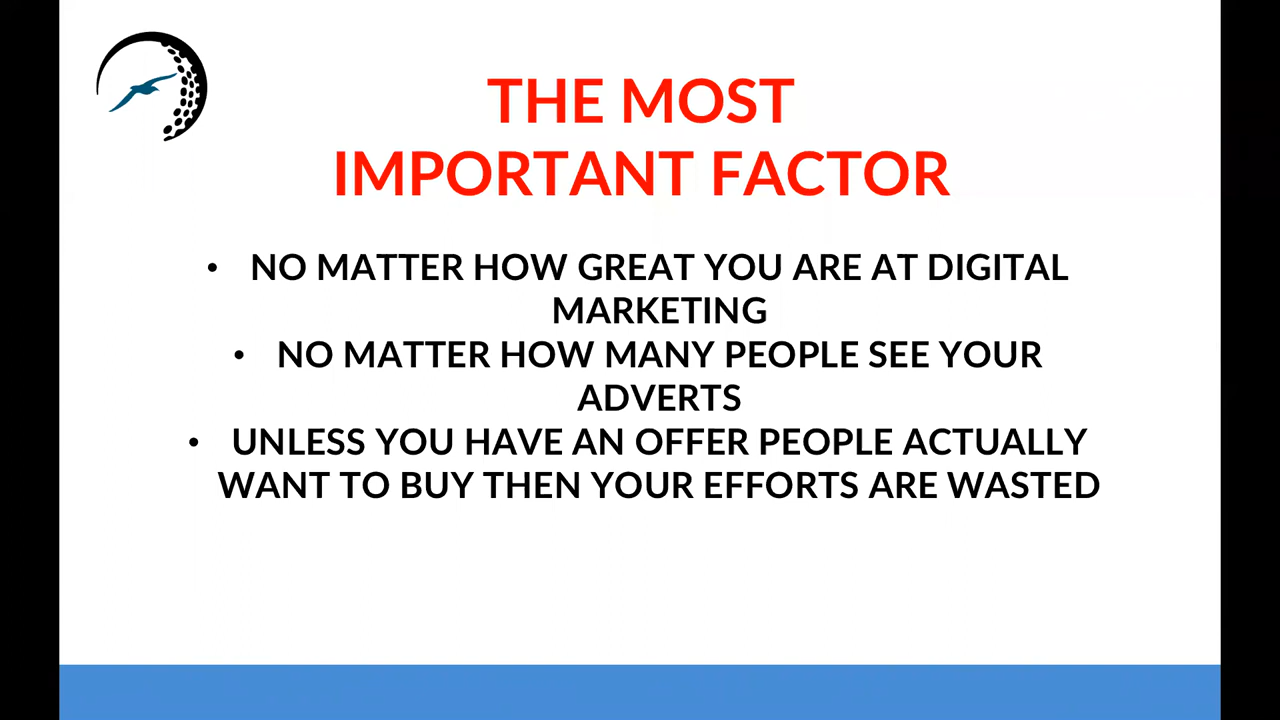 THE MOST
IMPORTANT FACTOR
• NO MATTER HOW GREAT YOU ARE AT DIGITAL
MARKETING
• NO MATTER HOW MANY PEOPLE SEE YOUR
ADVERTS
• UNLESS YOU HAVE AN OFFER PEOPLE ACTUALLY
WANT TO BUY THEN YOUR EFFORTS ARE WASTED